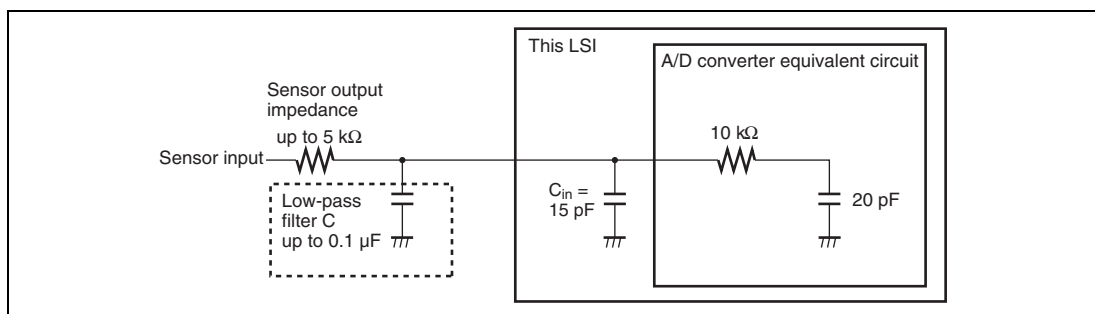 This LSI
A/D converter equivalent circuit
Sensor output
impedance
up to 5 kΩ
Sensor input
10 kΩ
Low-pass
filter C
up to 0.1 µF
Cin =
15 pF
20 pF